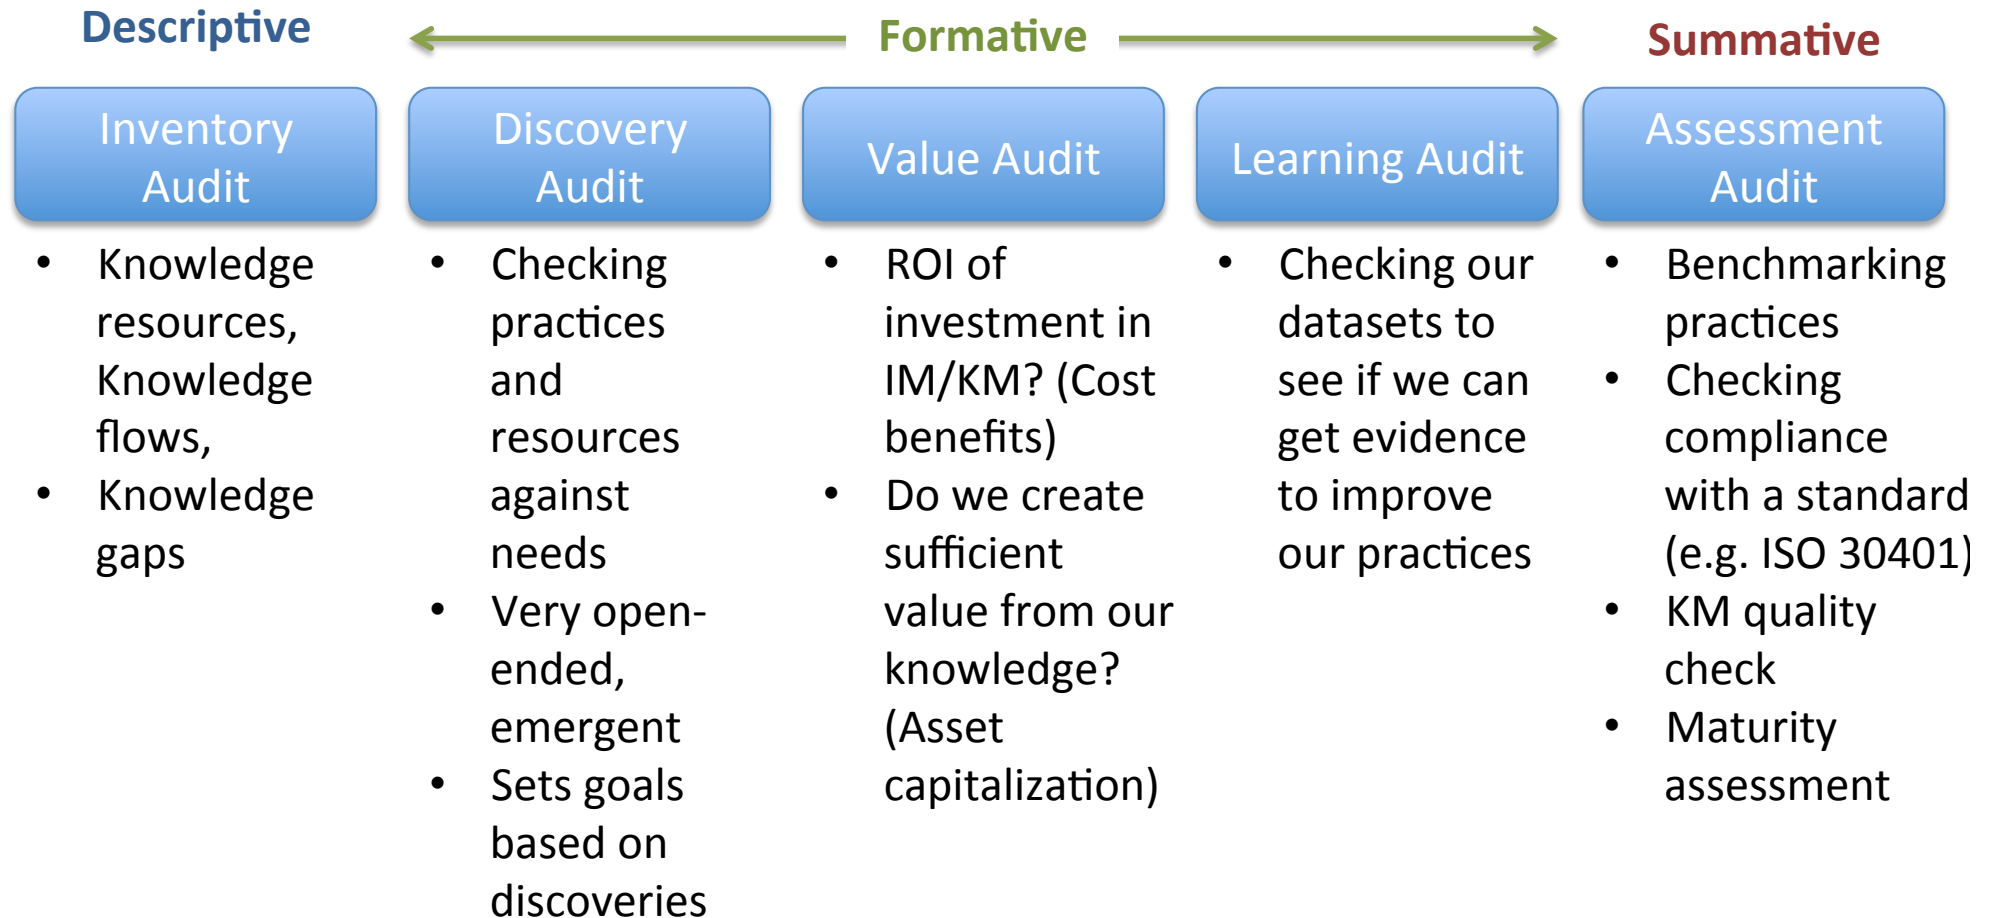 Descriptive
Formative
Summative
Inventory
Audit
Discovery
Audit
Value Audit
Learning Audit
Assessment
Audit
• Knowledge
resources,
Knowledge
flows,
• Knowledge
gaps
• Checking
practices
and
resources
against
needs
• Very open-
ended,
emergent
• Sets goals
based on
discoveries
• ROI of
investment in
IM/KM? (Cost
benefits)
• Do we create
sufficient
value from our
knowledge?
(Asset
capitalization)
• Checking our
datasets to
see if we can
get evidence
to improve
our practices
• Benchmarking
practices
• Checking
compliance
with a standard
(e.g. ISO 30401)
• KM quality
check
• Maturity
assessment